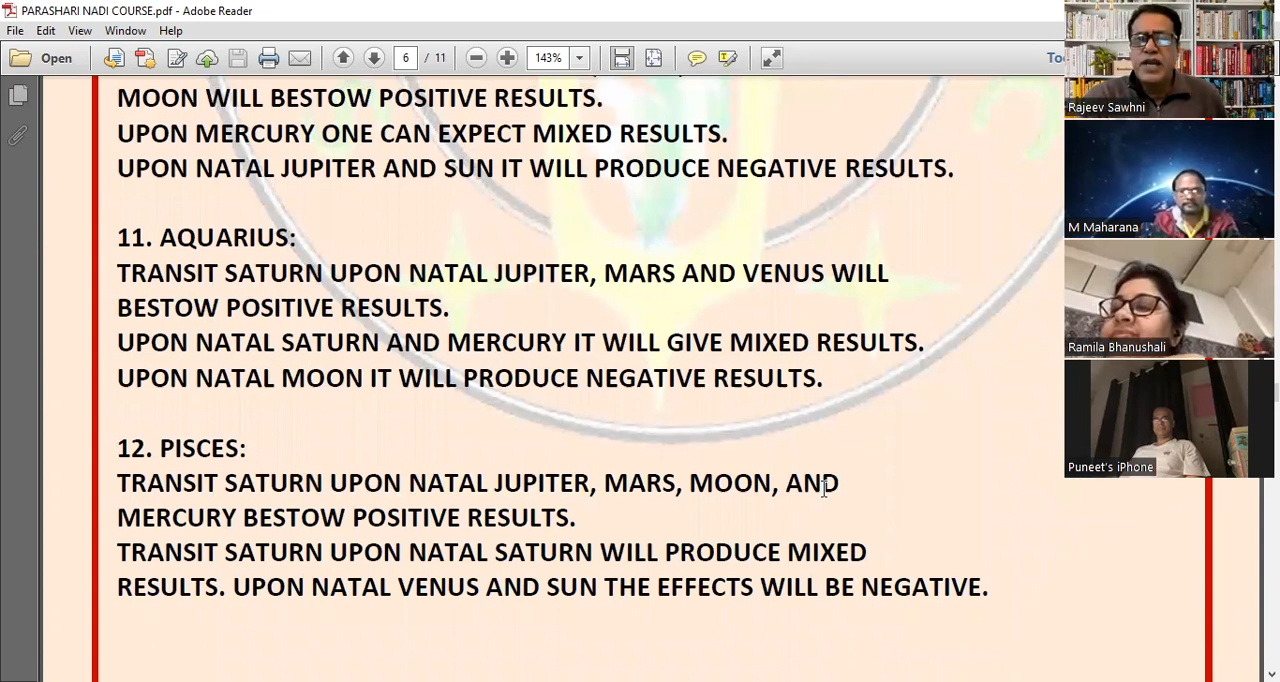 PARASHARI NADI COURSE.pdf - Adobe Reader
File Edit View Window Help
Open 6 / 11 143%
MOON WILL BESTOW POSITIVE RESULTS.
UPON MERCURY ONE CAN EXPECT MIXED RESULTS.
UPON NATAL JUPITER AND SUN IT WILL PRODUCE NEGATIVE RESULTS.
11. AQUARIUS:
TRANSIT SATURN UPON NATAL JUPITER, MARS AND VENUS WILL
BESTOW POSITIVE RESULTS.
UPON NATAL SATURN AND MERCURY IT WILL GIVE MIXED RESULTS.
UPON NATAL MOON IT WILL PRODUCE NEGATIVE RESULTS.
12. PISCES:
TRANSIT SATURN UPON NATAL JUPITER, MARS, MOON, AND
MERCURY BESTOW POSITIVE RESULTS.
TRANSIT SATURN UPON NATAL SATURN WILL PRODUCE MIXED
RESULTS. UPON NATAL VENUS AND SUN THE EFFECTS WILL BE NEGATIVE.
Rajeev Sawhni
M Maharana
Ramila Bhanushali
Puneet's iPhone